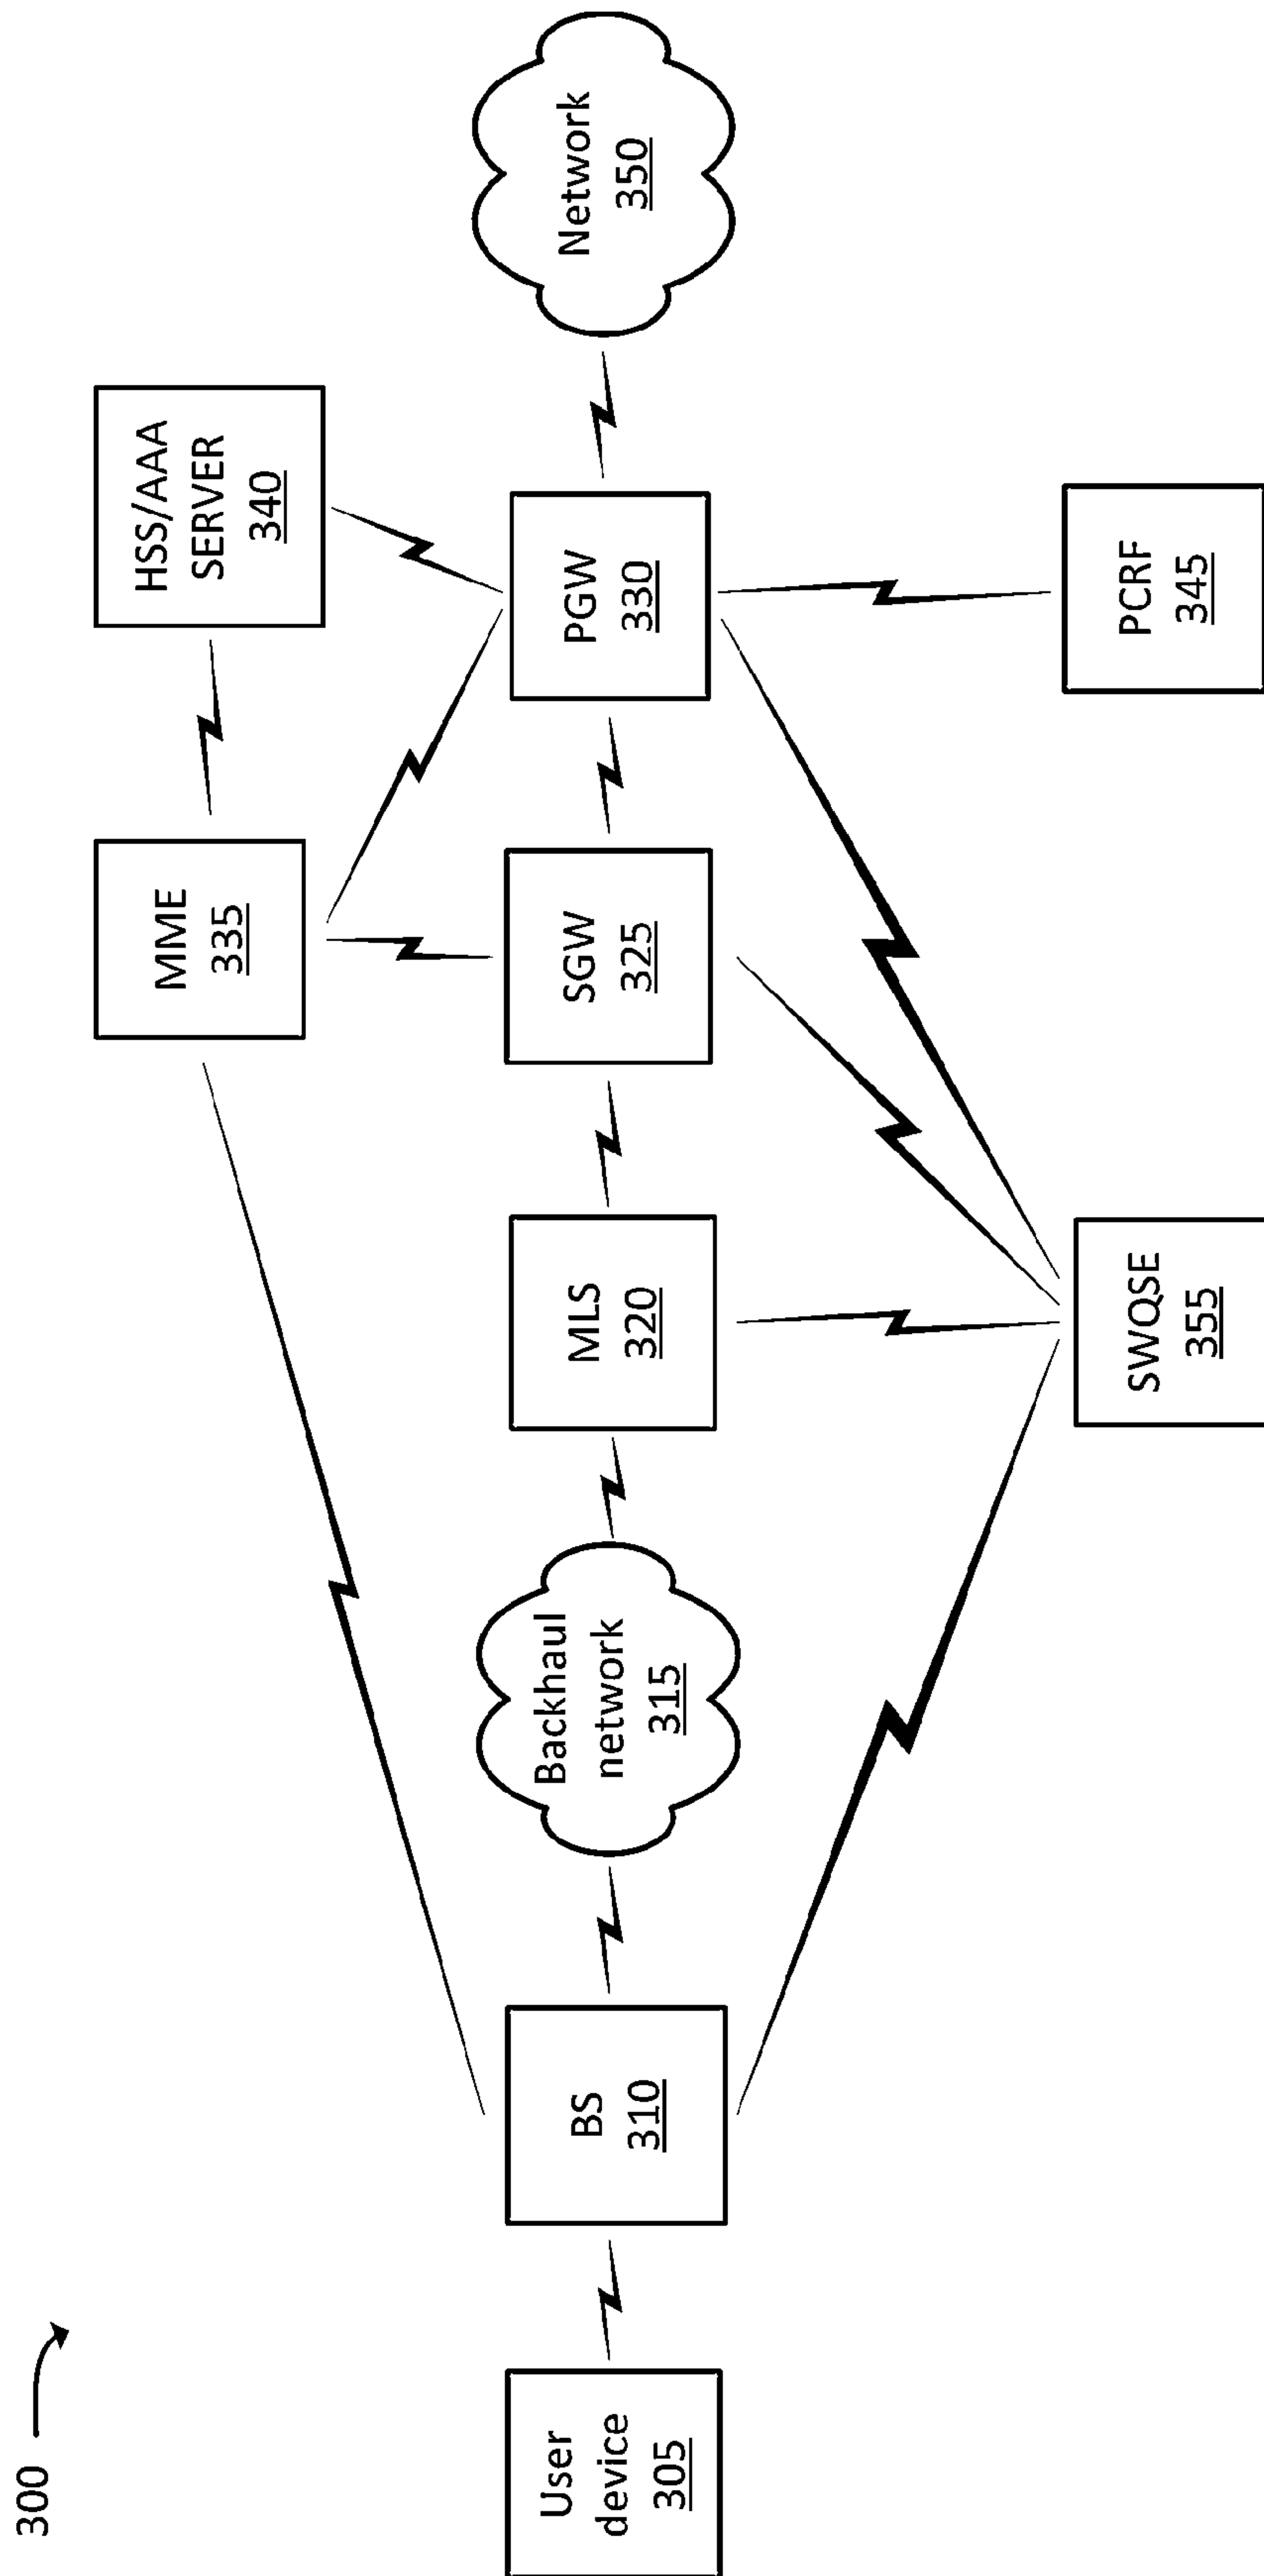 300
HSS/AAA
SERVER
340
MME
335
User
device
305
BS
310
Backhaul
network
315
MLS
320
SGW
325
PGW
330
Network
350
SWQSE
355
PCRF
345